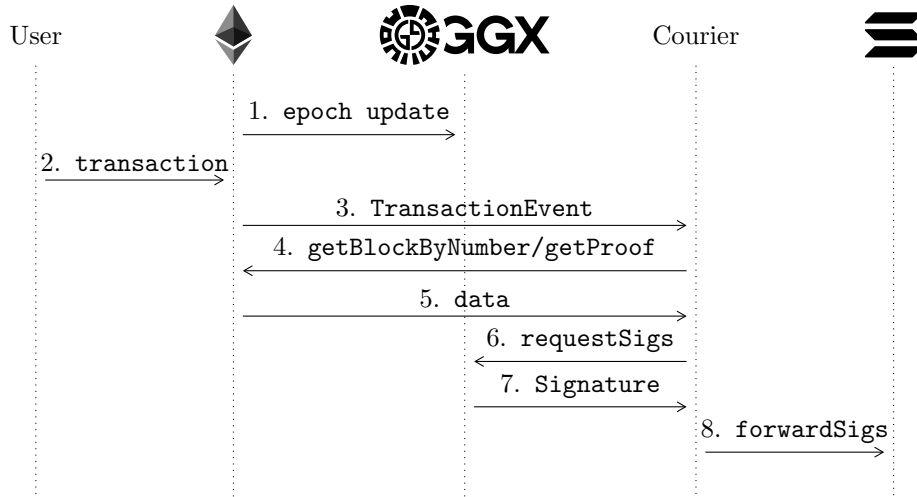 User
GGX
Courier
1. epoch update
2. transaction
3. TransactionEvent
4. getBlockByNumber/getProof
5. data
6. requestSigs
7. Signature
8. forwardSigs